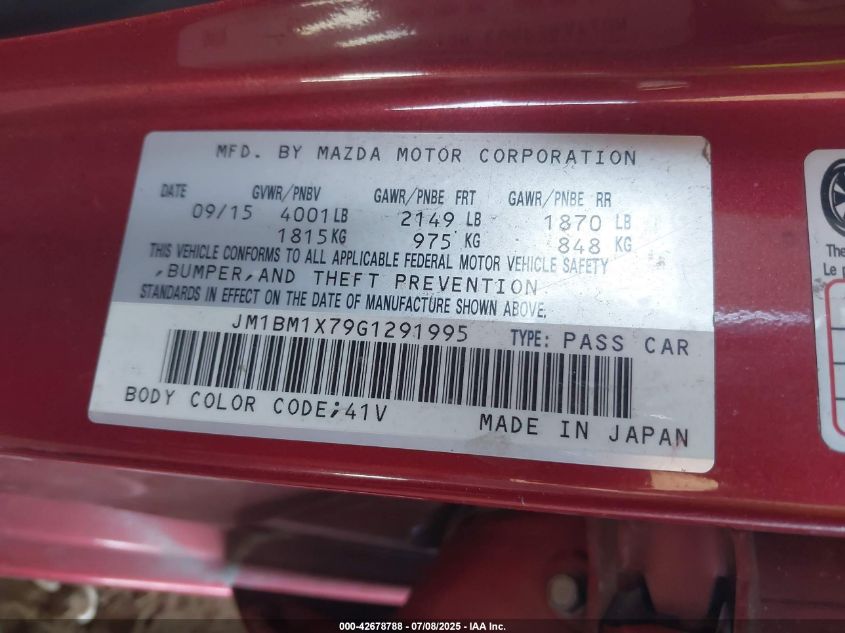 MFD. BY MAZDA MOTOR CORPORATION
DATE GVWR/PNBV GAWR/PNBE FRT GAWR/PNBE RR
09/15 4001LB 2149 LB 1870 LB
1815KG 975 KG 848 KG
THIS VEHICLE CONFORMS TO ALL APPLICABLE FEDERAL MOTOR VEHICLE SAFETY
,BUMPER,AND THEFT PREVENTION
STANDARDS IN EFFECT ON THE DATE OF MANUFACTURE SHOWN ABOVE.
JM1BM1X79G1291995 TYPE: PASS CAR
BODY COLOR CODE;41V MADE IN JAPAN
The
Le p
000-42678788 - 07/08/2025 - IAA Inc.